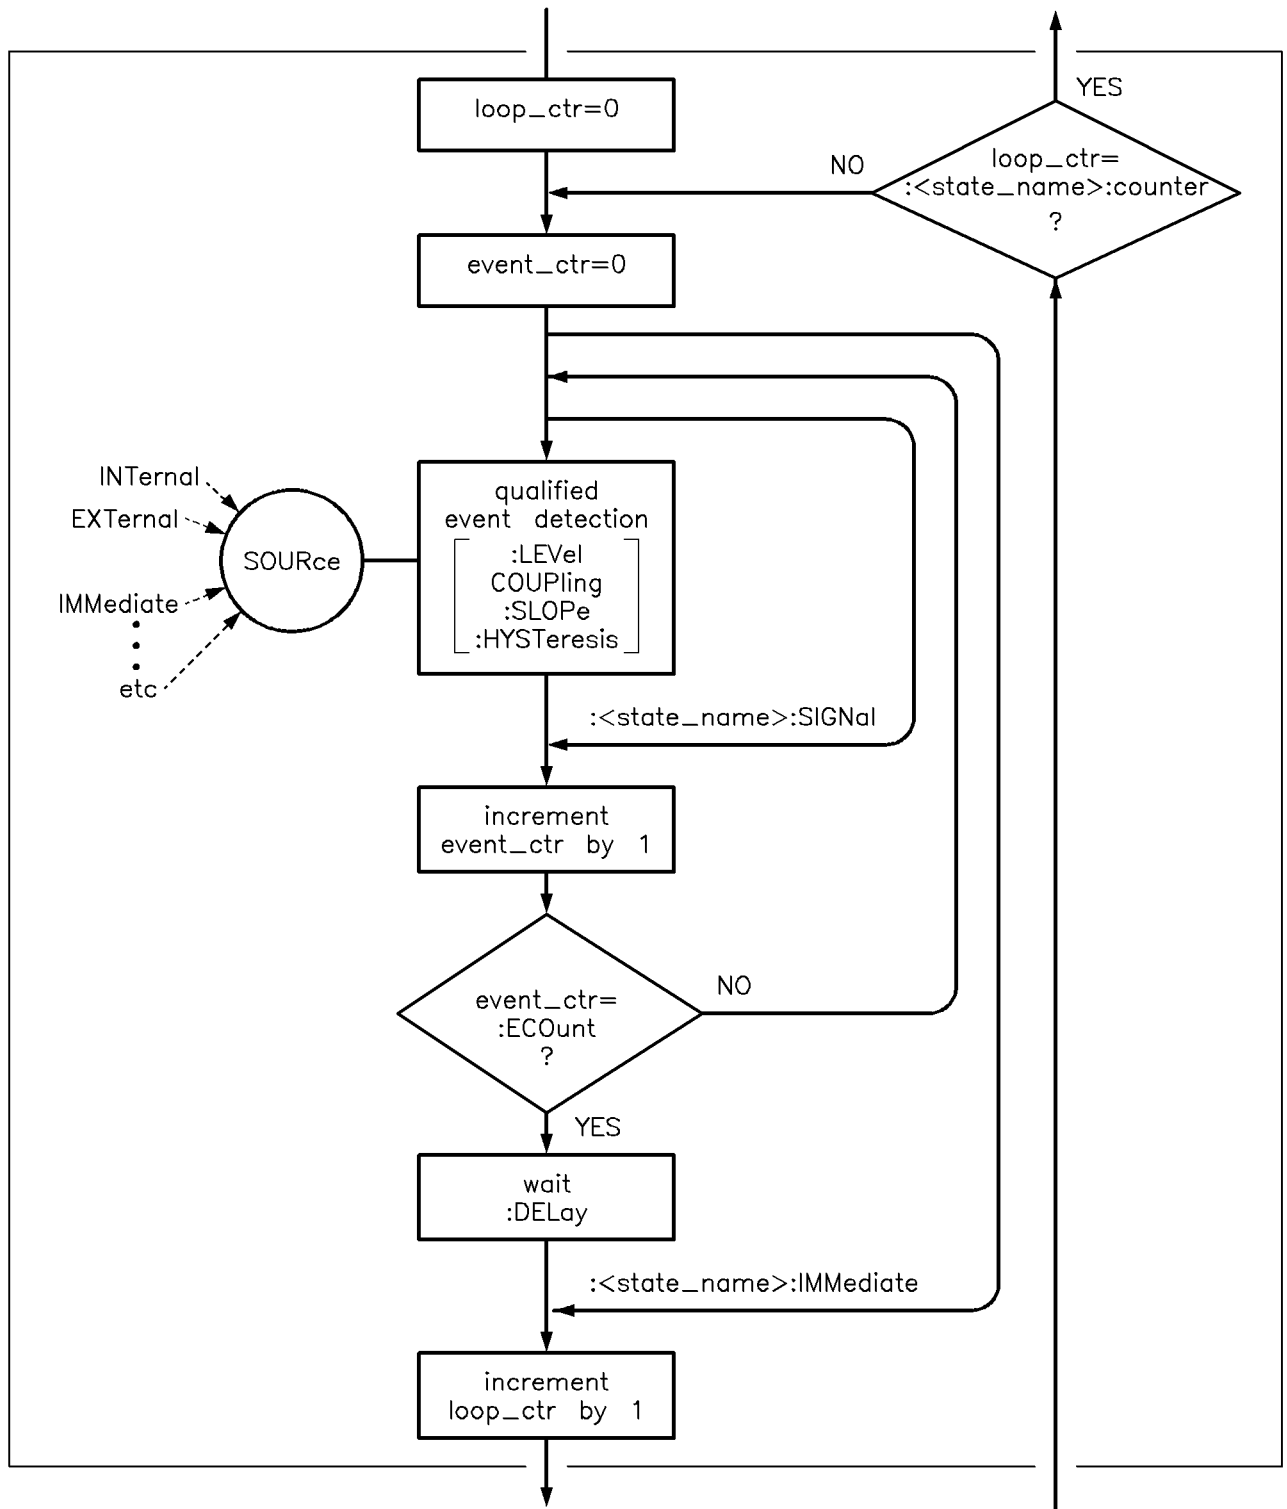 loop_ctr=0
YES
loop_ctr=
:<state_name>:counter
?
NO
event_ctr=0
INTernal
EXTernal
IMMediate
etc
SOURce
qualified
event detection
:LEVel
COUPling
:SLOPe
:HYSTeresis
:<state_name>:SIGNal
increment
event_ctr by 1
event_ctr=
:ECOunt
?
NO
YES
wait
:DELay
:<state_name>:IMMediate
increment
loop_ctr by 1